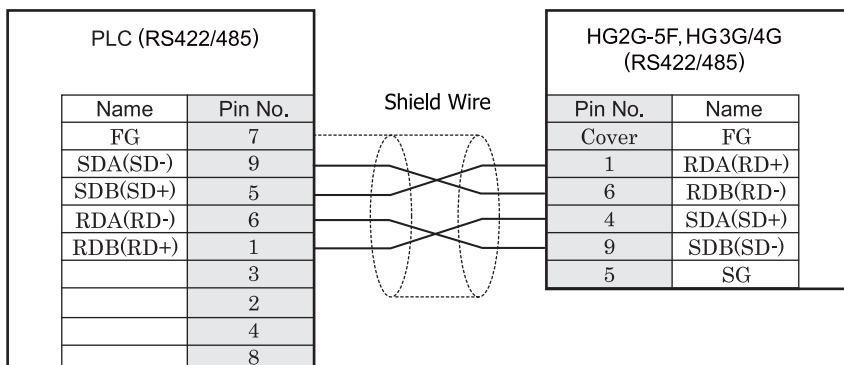 PLC (RS422/485)
Name Pin No.
FG 7
SDA(SD-) 9
SDB(SD+) 5
RDA(RD-) 6
RDB(RD+) 1
3
2
4
8
Shield Wire
HG2G-5F, HG3G/4G
(RS422/485)
Pin No. Name
Cover FG
1 RDA(RD+)
6 RDB(RD-)
4 SDA(SD+)
9 SDB(SD-)
5 SG